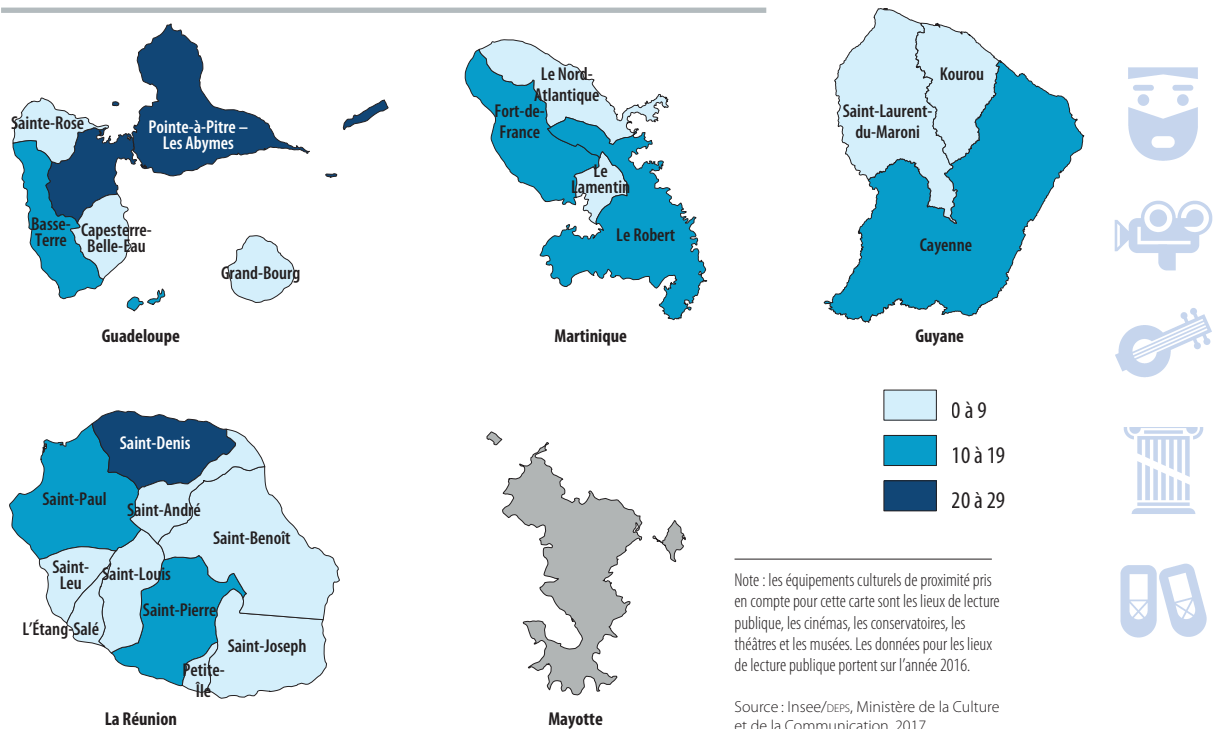 Sainte-Rose
Pointe-à-Pitre –
Les Abymes
Basse-
Terre
Capesterre-
Belle-Eau
Grand-Bourg
Guadeloupe
Le Nord-
Atlantique
Fort-de-
France
Le
Lamentin
Le Robert
Martinique
Kourou
Saint-Laurent-
du-Maroni
Cayenne
Guyane
0 à 9
10 à 19
20 à 29
Saint-Denis
Saint-Paul
Saint-André
Saint-Benoît
Saint-
Leu
Saint-Louis
Saint-Pierre
L'Étang-Salé
Saint-Joseph
Petite-
Île
La Réunion
Mayotte
Note : les équipements culturels de proximité pris
en compte pour cette carte sont les lieux de lecture
publique, les cinémas, les conservatoires, les
théâtres et les musées. Les données pour les lieux
de lecture publique portent sur l'année 2016.
Source : Insee/DEPS, Ministère de la Culture
et de la Communication, 2017